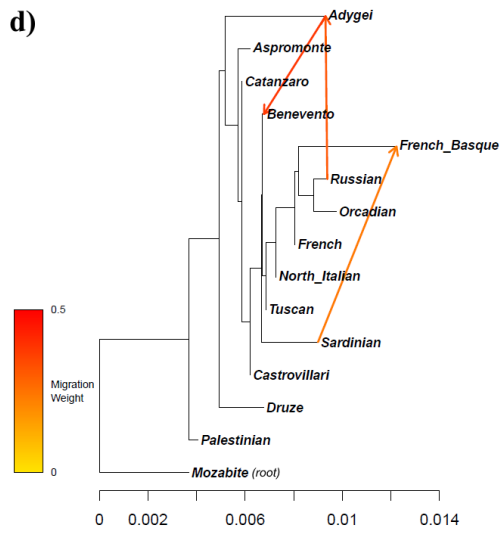 d)
Adygei
Aspromonte
Catanzaro
Benevento
French_Basque
Russian
Orcadian
French
North_Italian
Tuscan
Sardinian
Castrovillari
Druze
Palestinian
Mozabite (root)
0.5
Migration
Weight
0
0 0.002 0.006 0.01 0.014